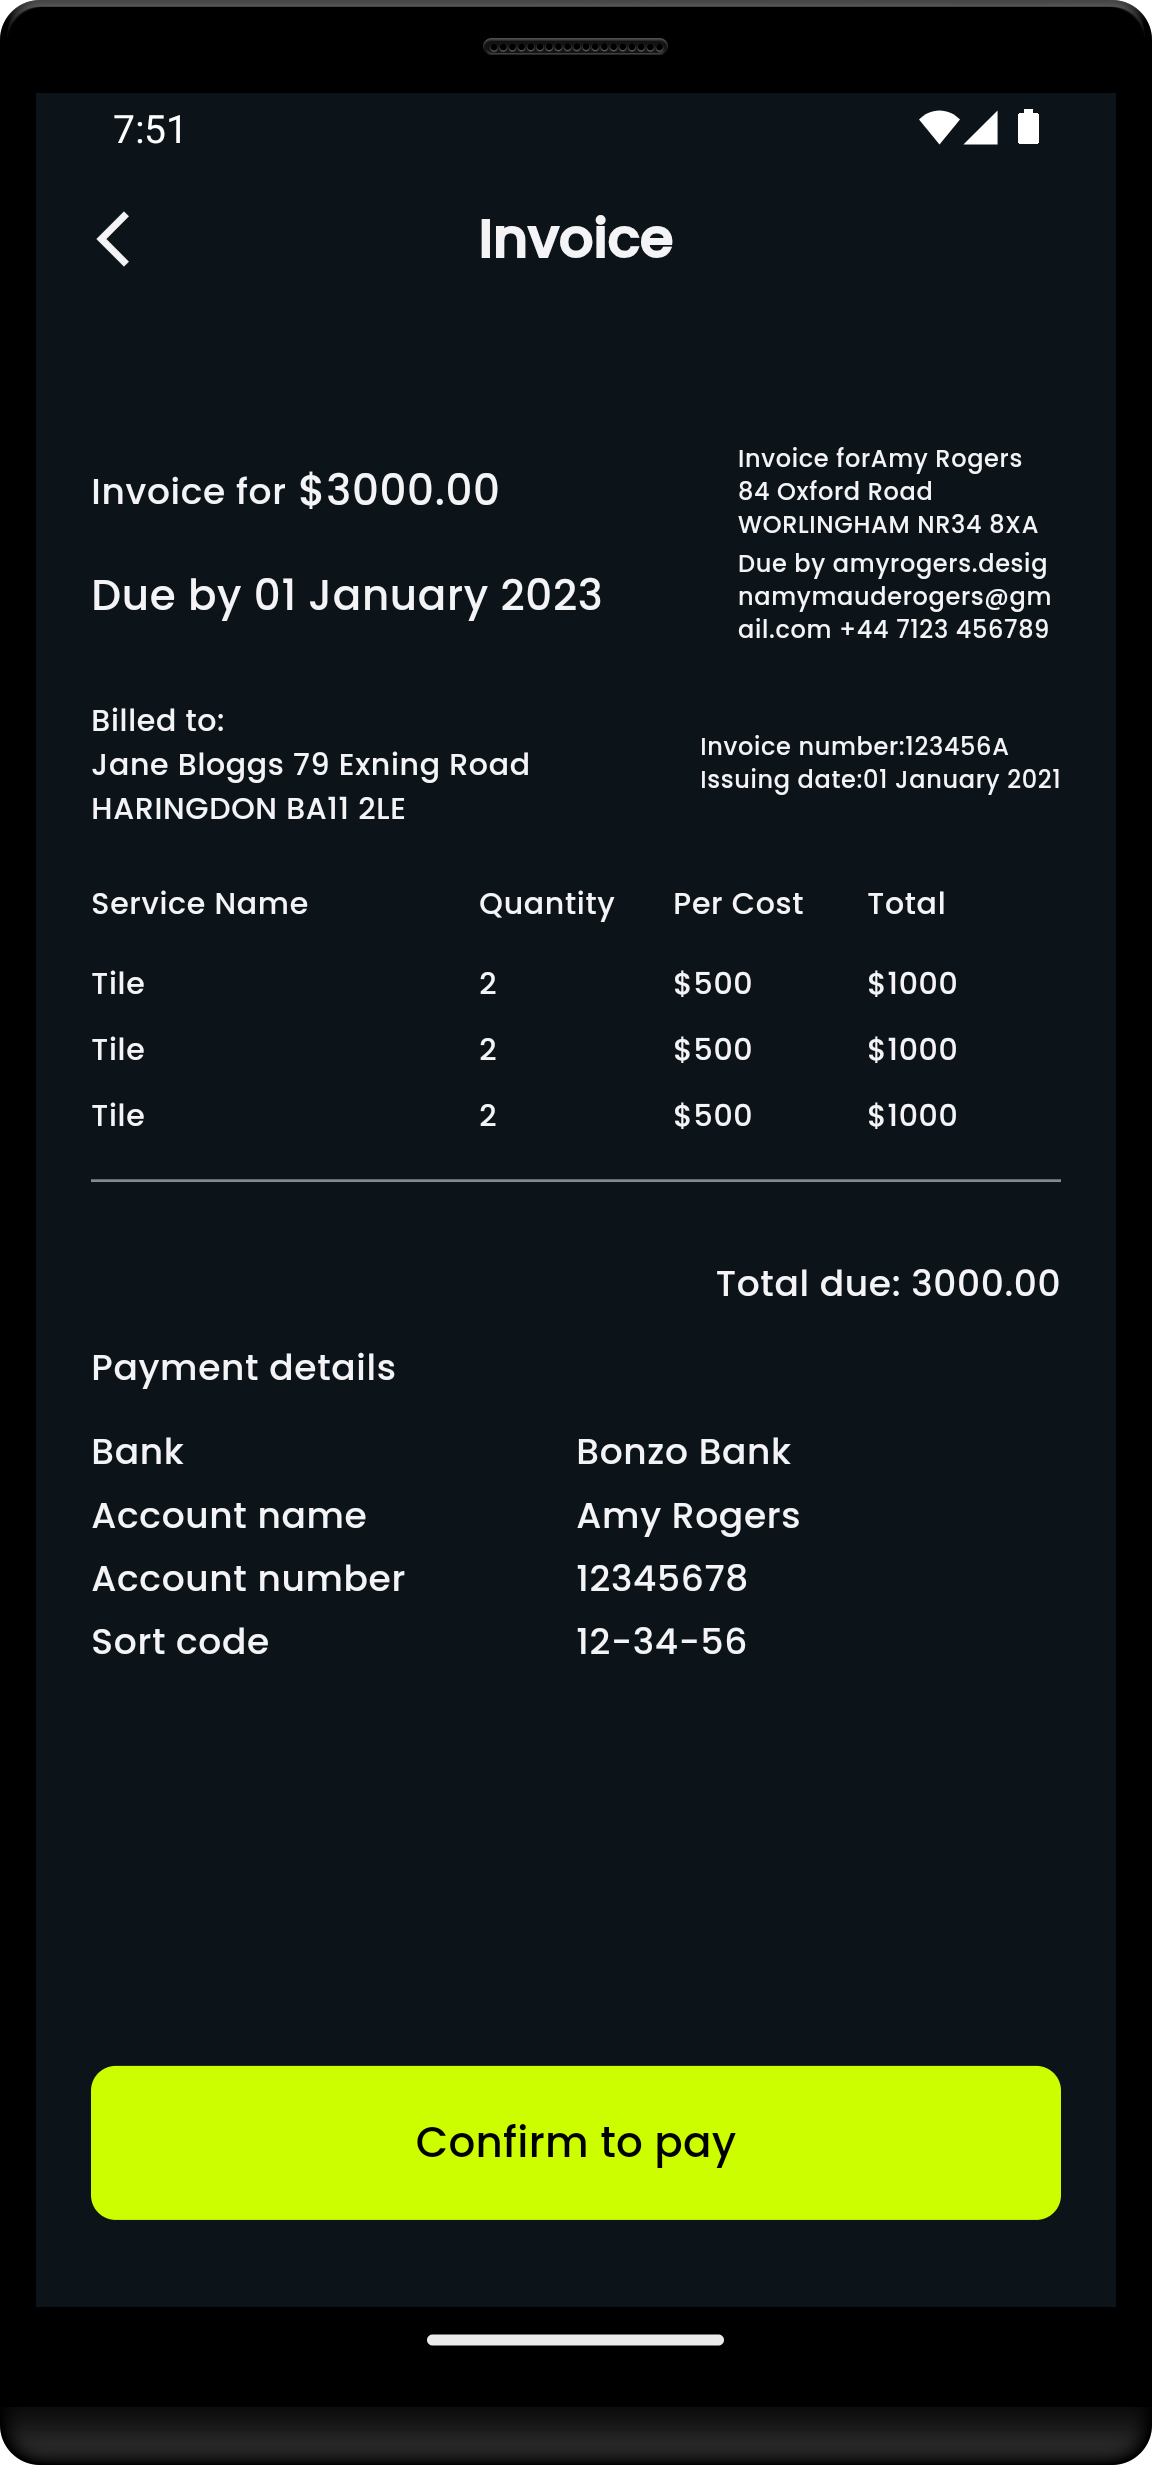 7:51
Invoice
Invoice for $3000.00
Due by 01 January 2023
Invoice forAmy Rogers
84 Oxford Road
WORLINGHAM NR34 8XA
Due by amyrogers.desig
namymauderogers@gm
ail.com +44 7123 456789
Billed to:
Jane Bloggs 79 Exning Road
HARINGDON BA11 2LE
Invoice number:123456A
Issuing date:01 January 2021
Service Name Quantity Per Cost Total
Tile 2 $500 $1000
Tile 2 $500 $1000
Tile 2 $500 $1000
Total due: 3000.00
Payment details
Bank Bonzo Bank
Account name Amy Rogers
Account number 12345678
Sort code 12-34-56
Confirm to pay